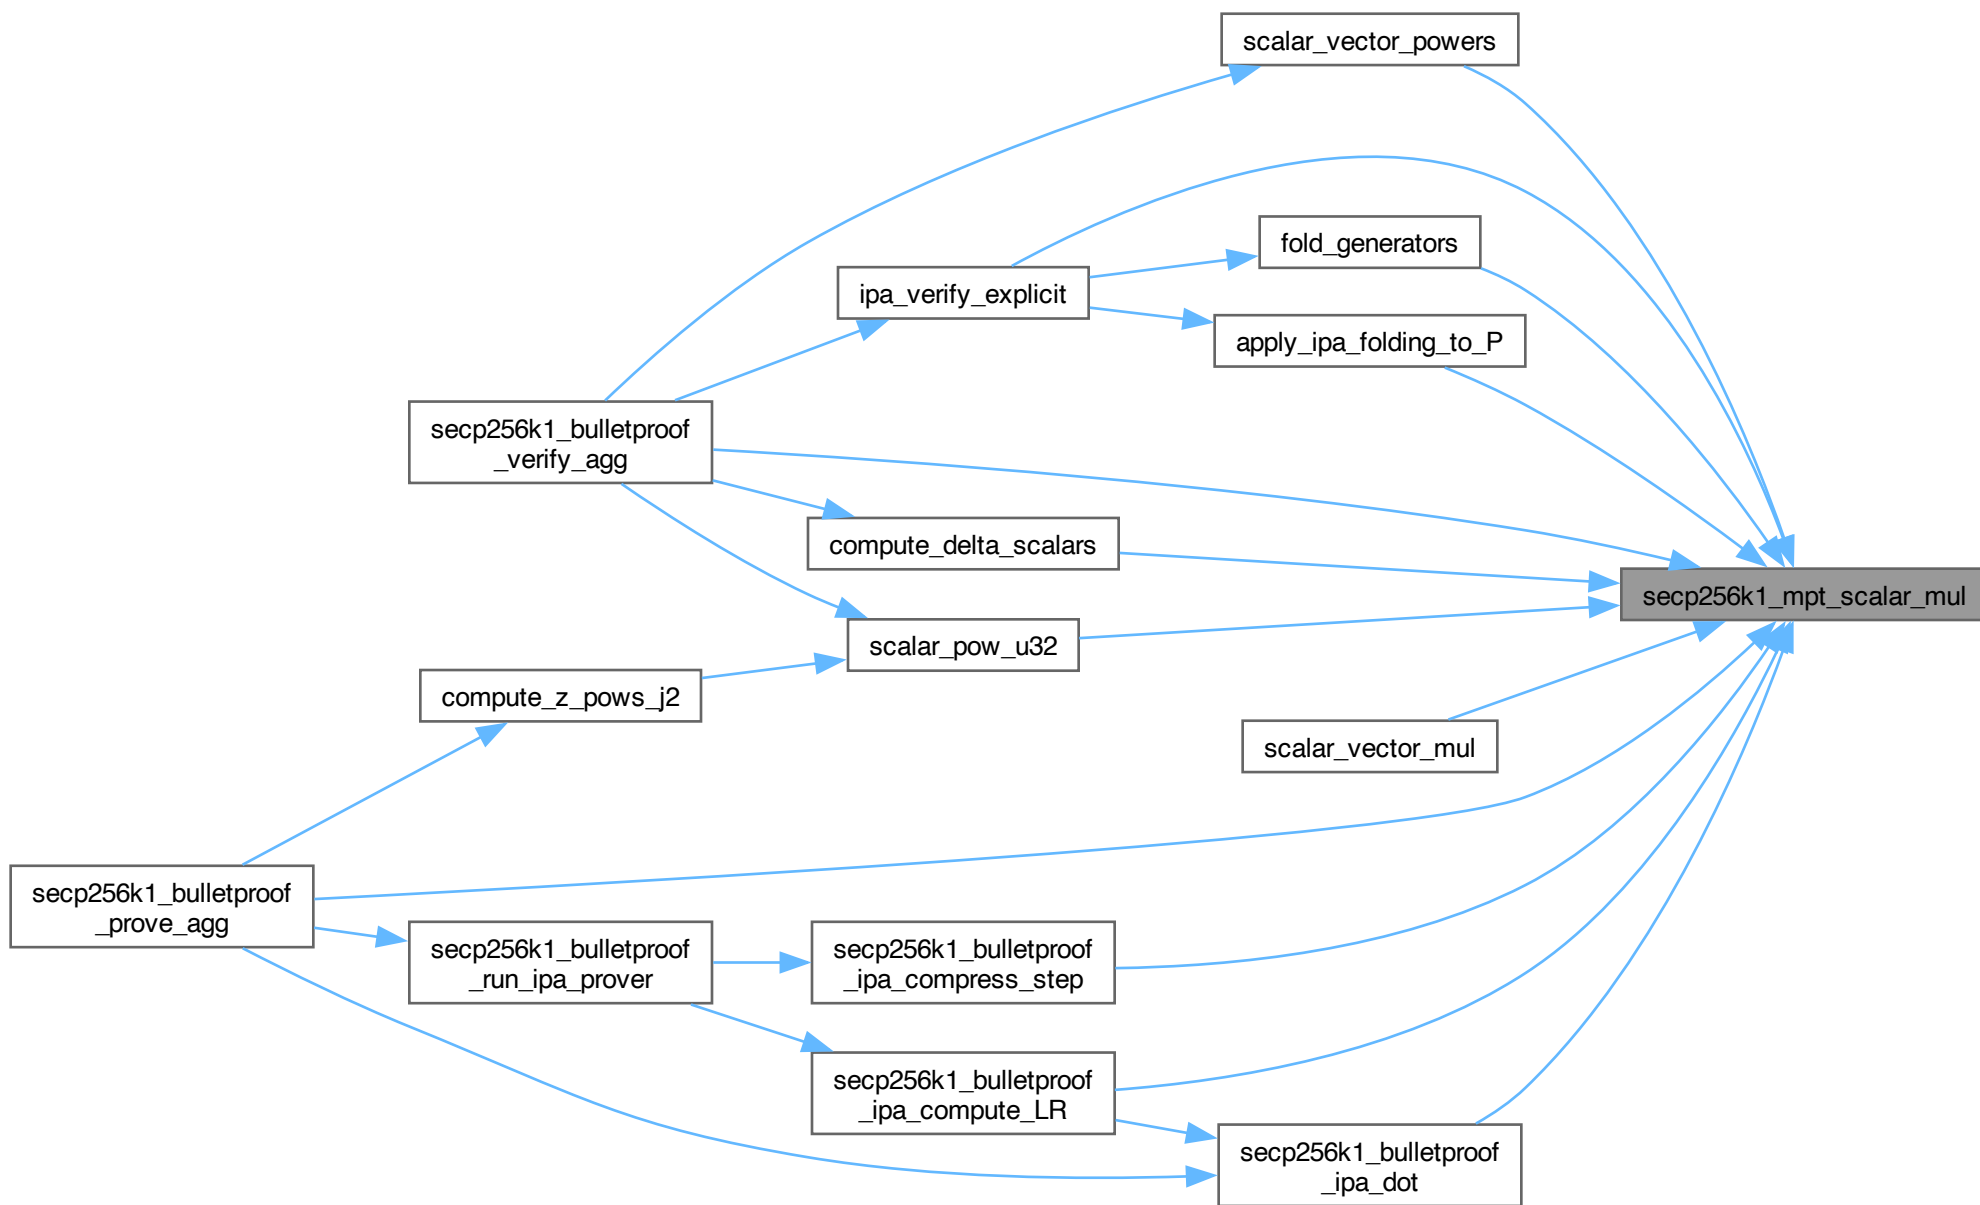 scalar_vector_powers
fold_generators
ipa_verify_explicit
apply_ipa_folding_to_P
secp256k1_bulletproof
_verify_agg
compute_delta_scalars
secp256k1_mpt_scalar_mul
scalar_pow_u32
compute_z_pows_j2
scalar_vector_mul
secp256k1_bulletproof
_prove_agg
secp256k1_bulletproof
_run_ipa_prover
secp256k1_bulletproof
_ipa_compress_step
secp256k1_bulletproof
_ipa_compute_LR
secp256k1_bulletproof
_ipa_dot